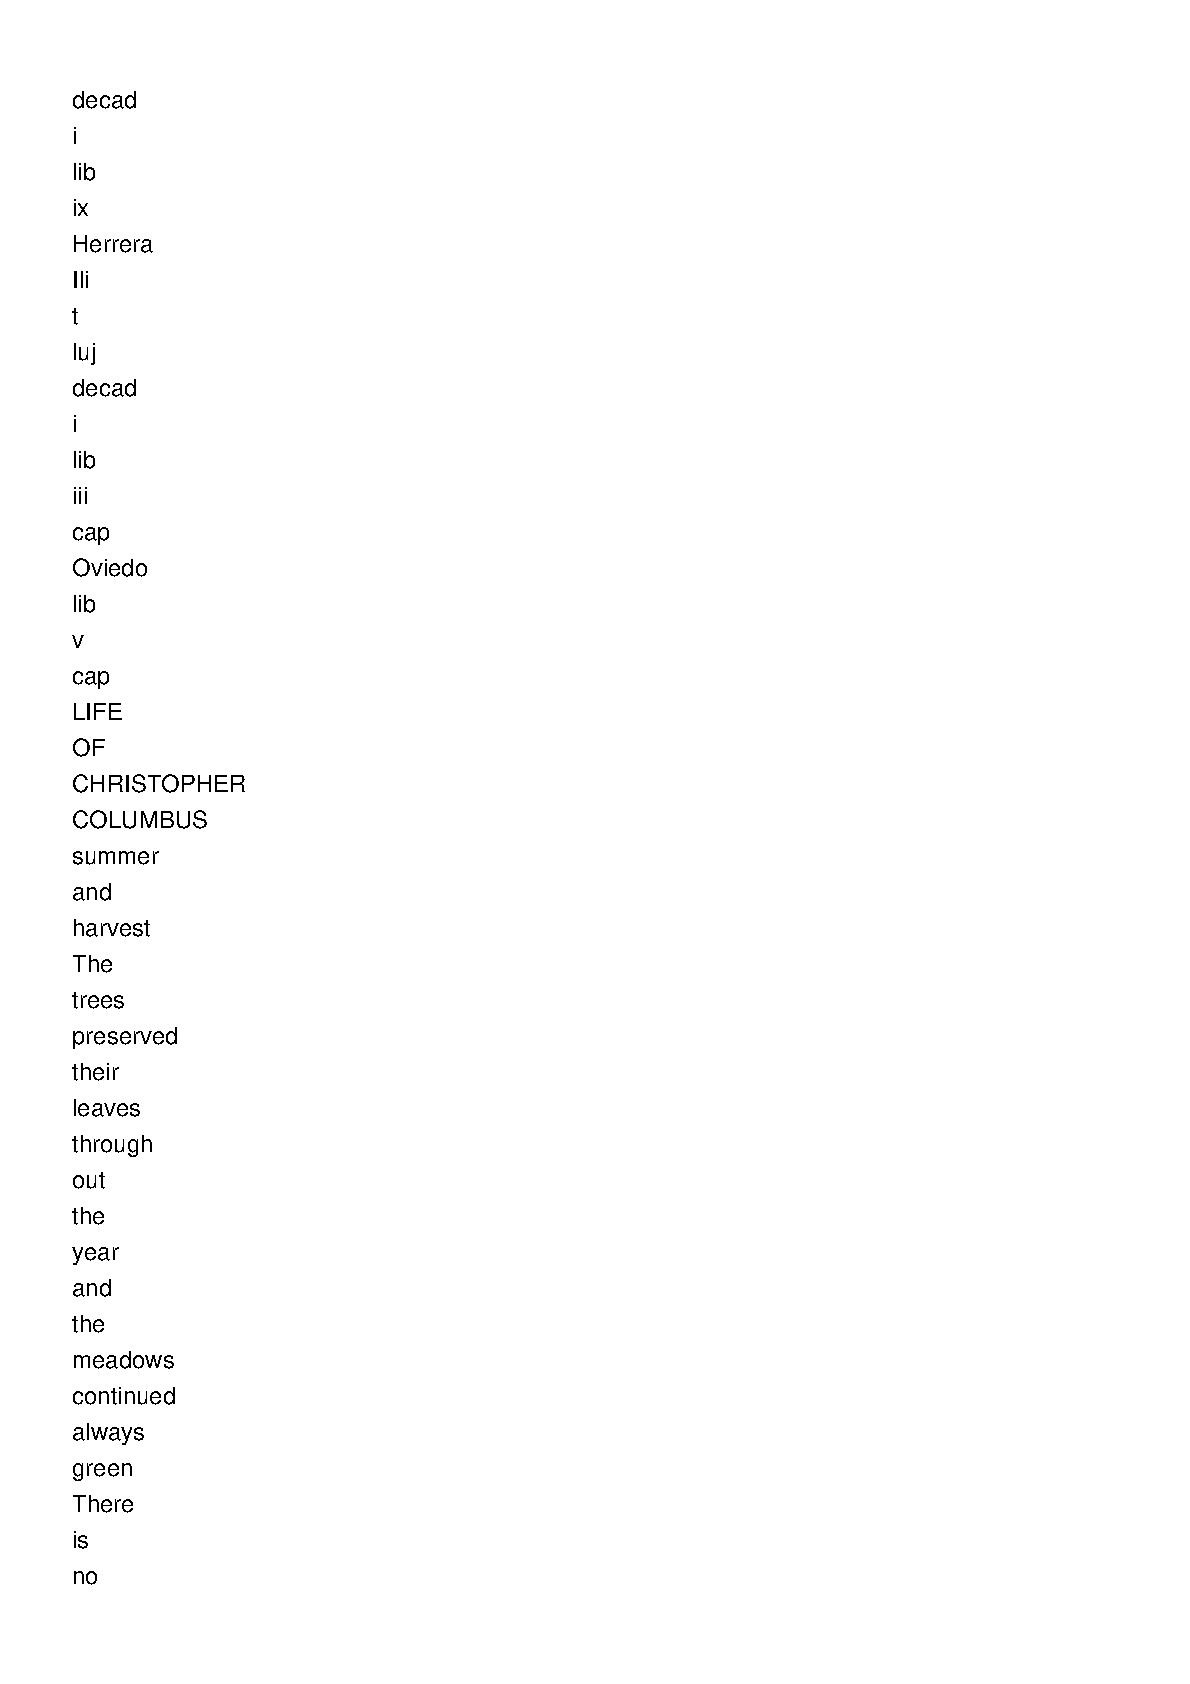 decad
i
lib
ix
Herrera
Ili
t
luj
decad
i
lib
iii
cap
Oviedo
lib
v
cap
LIFE
OF
CHRISTOPHER
COLUMBUS
summer
and
harvest
The
trees
preserved
their
leaves
through
out
the
year
and
the
meadows
continued
always
green
There
is
no